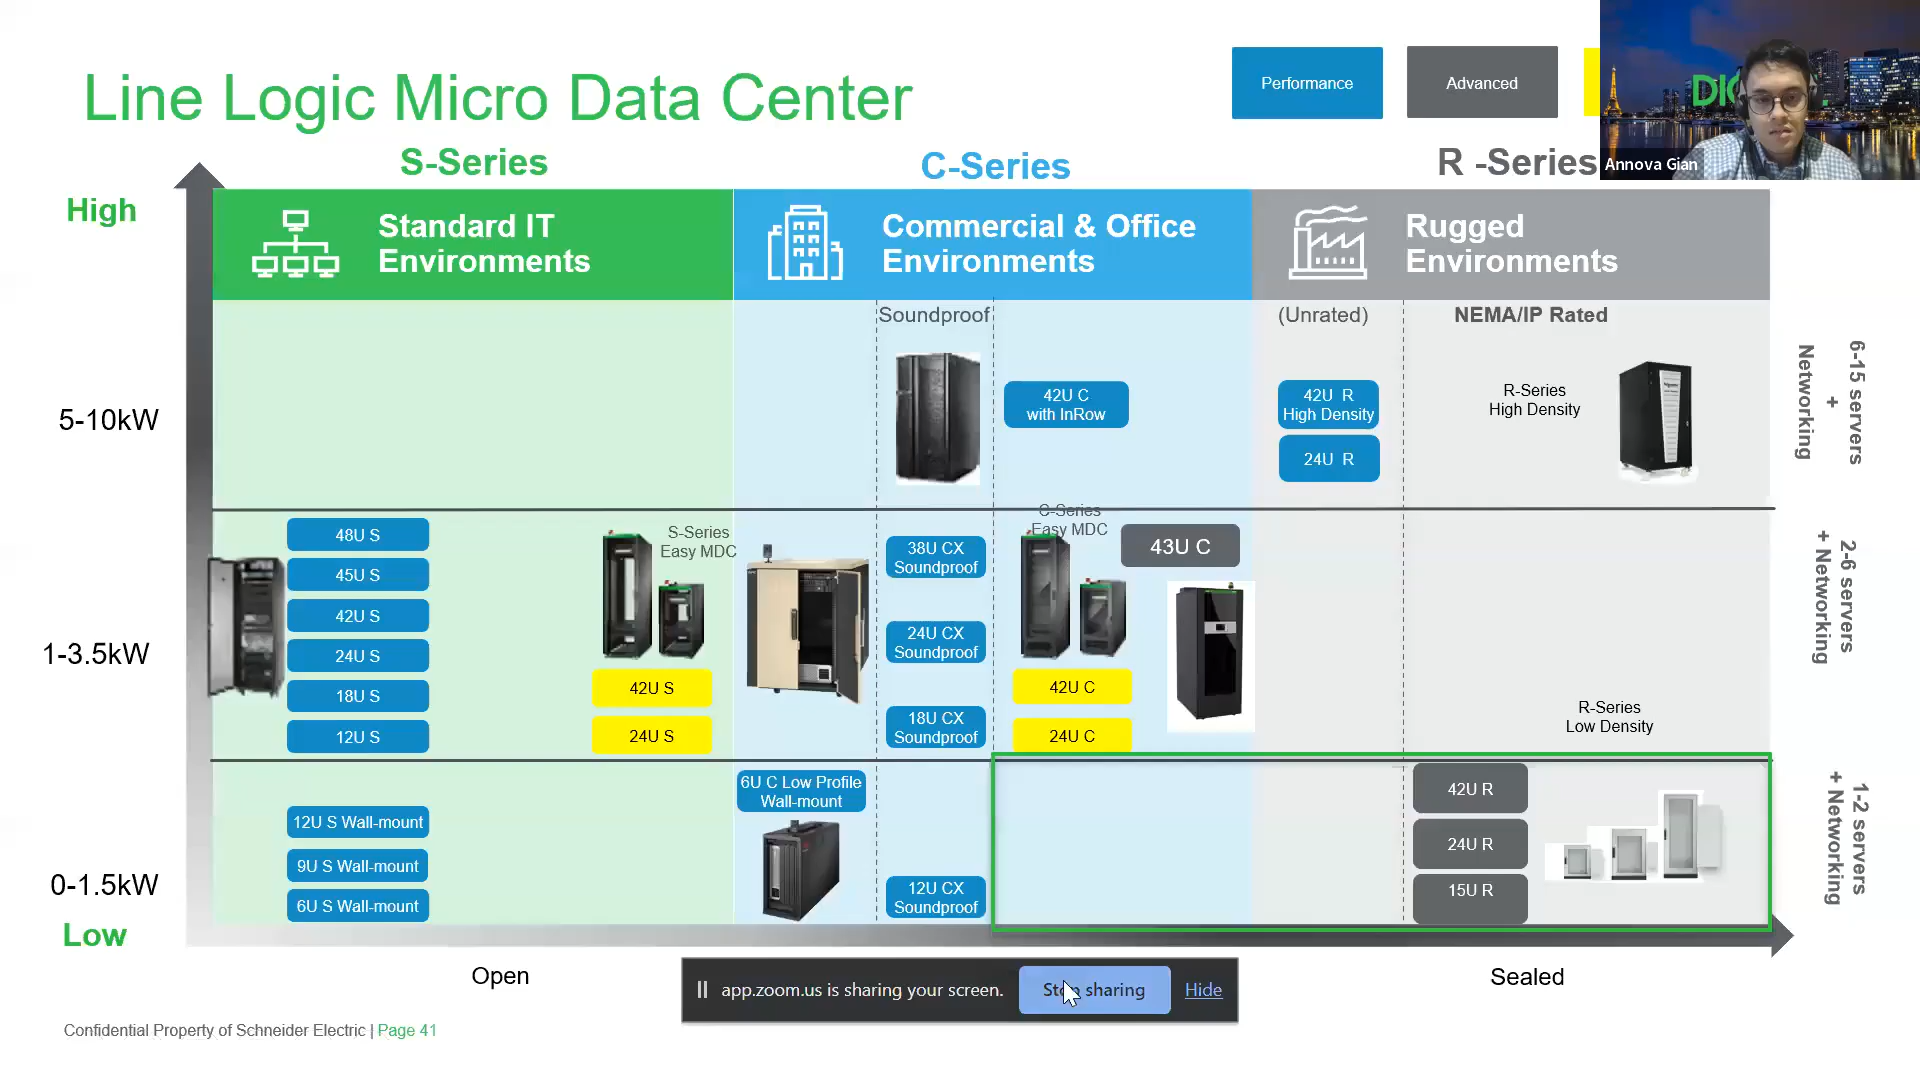 Line Logic Micro Data Center
Performance
Advanced
Annova Gian
S-Series
C-Series
R -Series
High
Standard IT
Environments
Commercial & Office
Environments
Rugged
Environments
Soundproof
(Unrated)
NEMA/IP Rated
5-10kW
42U C
with InRow
42U R
High Density
24U R
R-Series
High Density
6-15 servers
+
Networking
1-3.5kW
48U S
45U S
42U S
24U S
18U S
12U S
S-Series
Easy MDC
42U S
24U S
38U CX
Soundproof
24U CX
Soundproof
18U CX
Soundproof
C-Series
Easy MDC
43U C
42U C
24U C
R-Series
Low Density
2-6 servers
+ Networking
0-1.5kW
12U S Wall-mount
9U S Wall-mount
6U S Wall-mount
6U C Low Profile
Wall-mount
12U CX
Soundproof
42U R
24U R
15U R
1-2 servers
+ Networking
Low
Open
Sealed
app.zoom.us is sharing your screen.
Hide
Confidential Property of Schneider Electric | Page 41